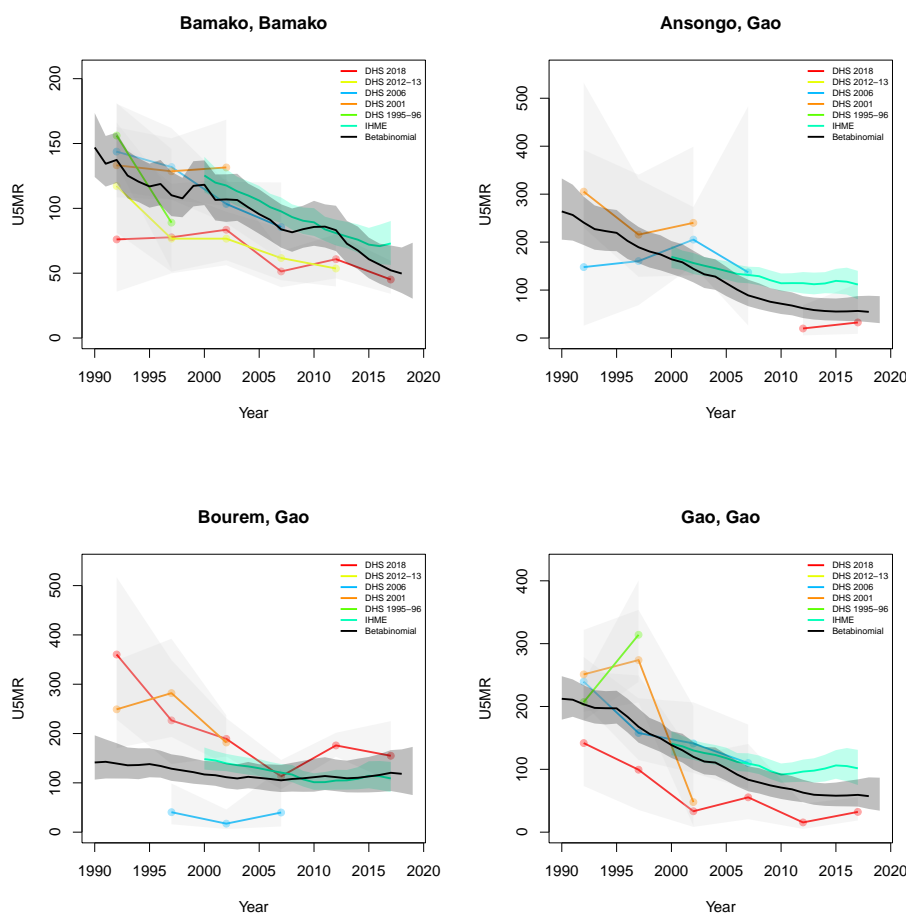 Bamako, Bamako
U5MR
200
150
100
50
0
DHS 2018
DHS 2012−13
DHS 2006
DHS 2001
DHS 1995−96
IHME
Betabinomial
1990 1995 2000 2005 2010 2015 2020
Year
Ansongo, Gao
U5MR
500
400
300
200
100
0
DHS 2018
DHS 2012−13
DHS 2006
DHS 2001
DHS 1995−96
IHME
Betabinomial
1990 1995 2000 2005 2010 2015 2020
Year
Bourem, Gao
U5MR
500
400
300
200
100
0
DHS 2018
DHS 2012−13
DHS 2006
DHS 2001
DHS 1995−96
IHME
Betabinomial
1990 1995 2000 2005 2010 2015 2020
Year
Gao, Gao
U5MR
400
300
200
100
0
DHS 2018
DHS 2012−13
DHS 2006
DHS 2001
DHS 1995−96
IHME
Betabinomial
1990 1995 2000 2005 2010 2015 2020
Year